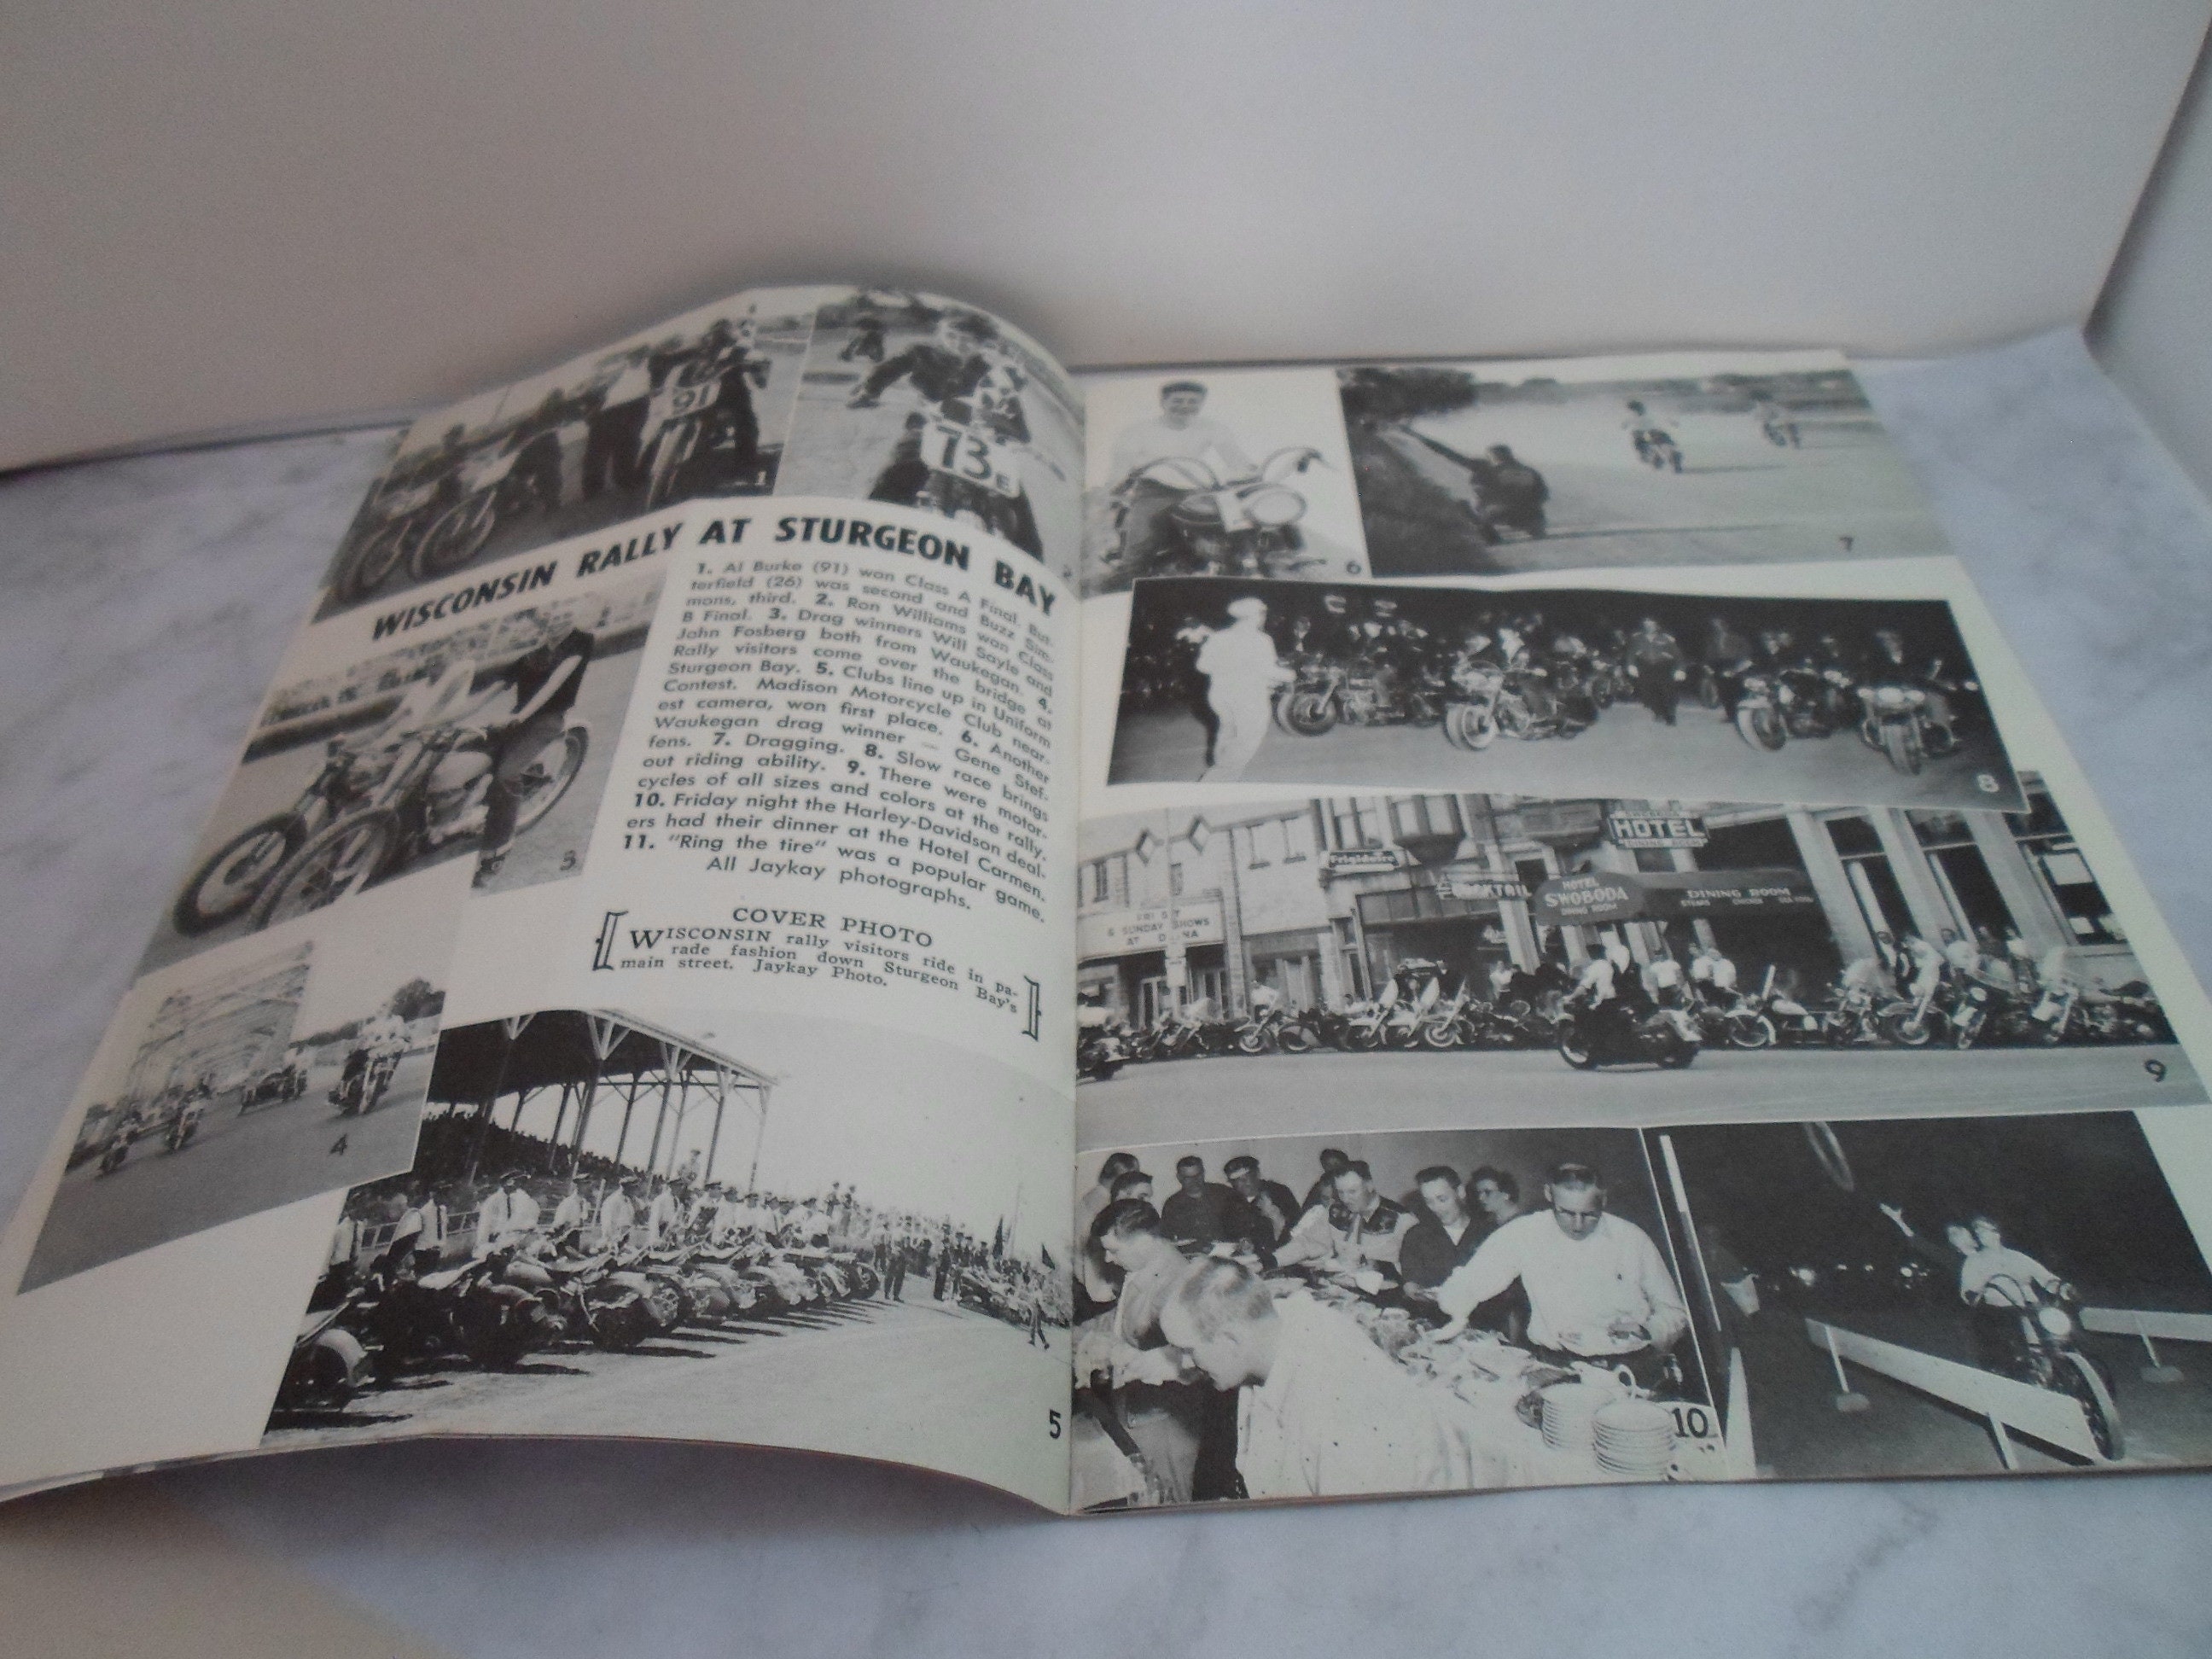 91
1
73E
WISCONSIN RALLY AT STURGEON BAY
1. Al Burke (91) won Class A Final. But-
terfield (26) was second and Buzz Sim-
mons, third. 2. Ron Williams won Class
B Final. 3. Drag winners Will Sayle and
John Fosberg both from Waukegan. 4.
Rally visitors come over the bridge at
Sturgeon Bay. 5. Clubs line up in Uniform
Contest. Madison Motorcycle Club near-
est camera, won first place. 6. Another
Waukegan drag winner — Gene Stef-
fens. 7. Dragging. 8. Slow race brings
out riding ability. 9. There were motor-
cycles of all sizes and colors at the rally.
10. Friday night the Harley-Davidson deal-
ers had their dinner at the Hotel Carmen.
11. "Ring the tire" was a popular game.
All Jaykay photographs.
COVER PHOTO
WISCONSIN rally visitors ride in pa-
rade fashion down Sturgeon Bay's
main street. Jaykay Photo.
3
4
5
6
7
8
HOTEL
DINING ROOM
Frigidaire
COCKTAIL
HOTEL
SWOBODA
DINING ROOM
DINING ROOM
SUNDAY SHOWS
AT
9
10